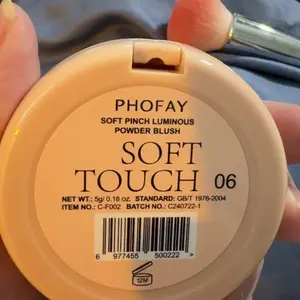 PHOFAY
SOFT PINCH LUMINOUS
POWDER BLUSH
SOFT
TOUCH 06
NET WT.: 5g/ 0.18 oz. STANDARD: GB/T 1976-2004
ITEM NO.: C-F002 BATCH NO.: C240722-1
6 977455 500222 >
12M